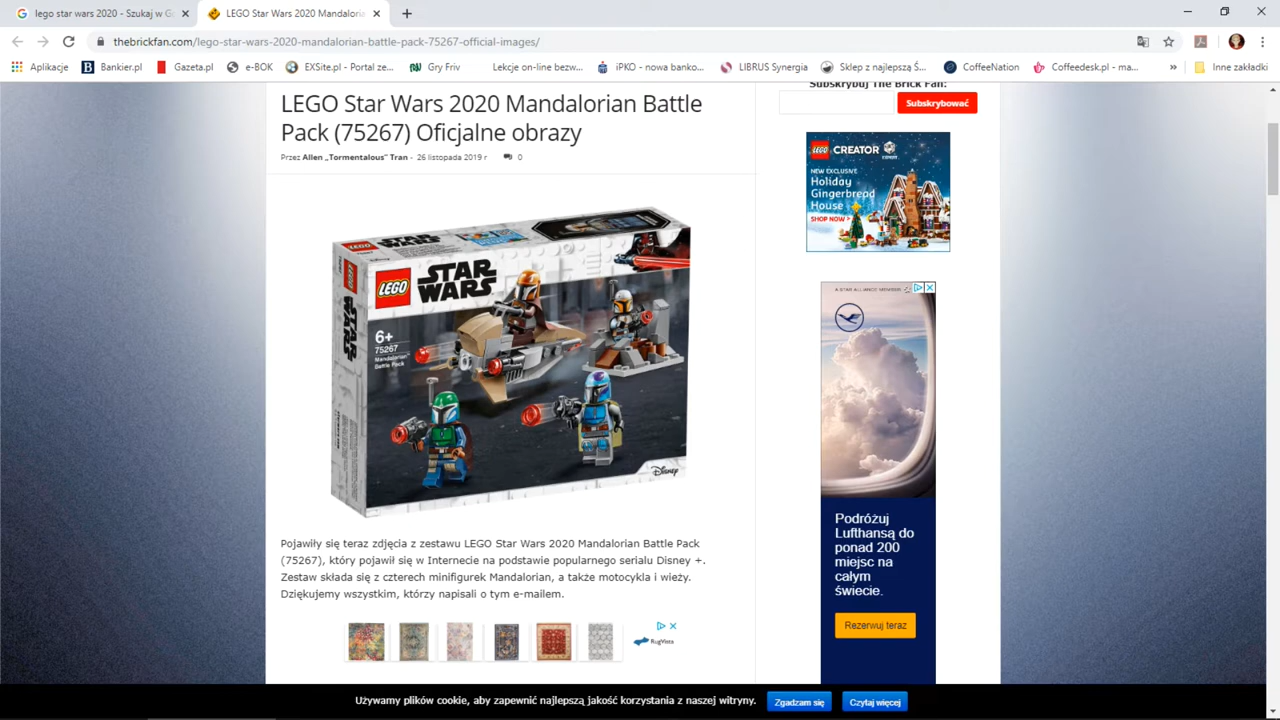 lego star wars 2020 – Szukaj w Go
LEGO Star Wars 2020 Mandaloria
thebrickfan.com/lego-star-wars-2020-mandalorian-battle-pack-75267-official-images/
Aplikacje
Bankier.pl
Gazeta.pl
e-BOK
EXSite.pl - Portal ze...
Gry Friv
Lekcje on-line bezw...
iPKO - nowa banko...
LIBRUS Synergia
Sklep z najlepszą Ś...
CoffeeNation
Coffeedesk.pl - ma...
»
Inne zakładki
LEGO Star Wars 2020 Mandalorian Battle
Pack (75267) Oficjalne obrazy
Przez Allen „Tormentalous” Tran - 26 listopada 2019 r 0
LEGO
STAR
WARS
6+
75267
Mandalorian
Battle Pack
Disney
Pojawiły się teraz zdjęcia z zestawu LEGO Star Wars 2020 Mandalorian Battle Pack
(75267), który pojawił się w Internecie na podstawie popularnego serialu Disney +.
Zestaw składa się z czterech minifigurek Mandalorian, a także motocykla i wieży.
Dziękujemy wszystkim, którzy napisali o tym e-mailem.
RugVista
Subskrybuj The Brick Fan:
Subskrybować
LEGO CREATOR EXPERT
NEW EXCLUSIVE
Holiday
Gingerbread
House
SHOP NOW
A STAR ALLIANCE MEMBER
Podróżuj
Lufthansą do
ponad 200
miejsc na
całym
świecie.
Rezerwuj teraz
Używamy plików cookie, aby zapewnić najlepszą jakość korzystania z naszej witryny.
Zgadzam się
Czytaj więcej